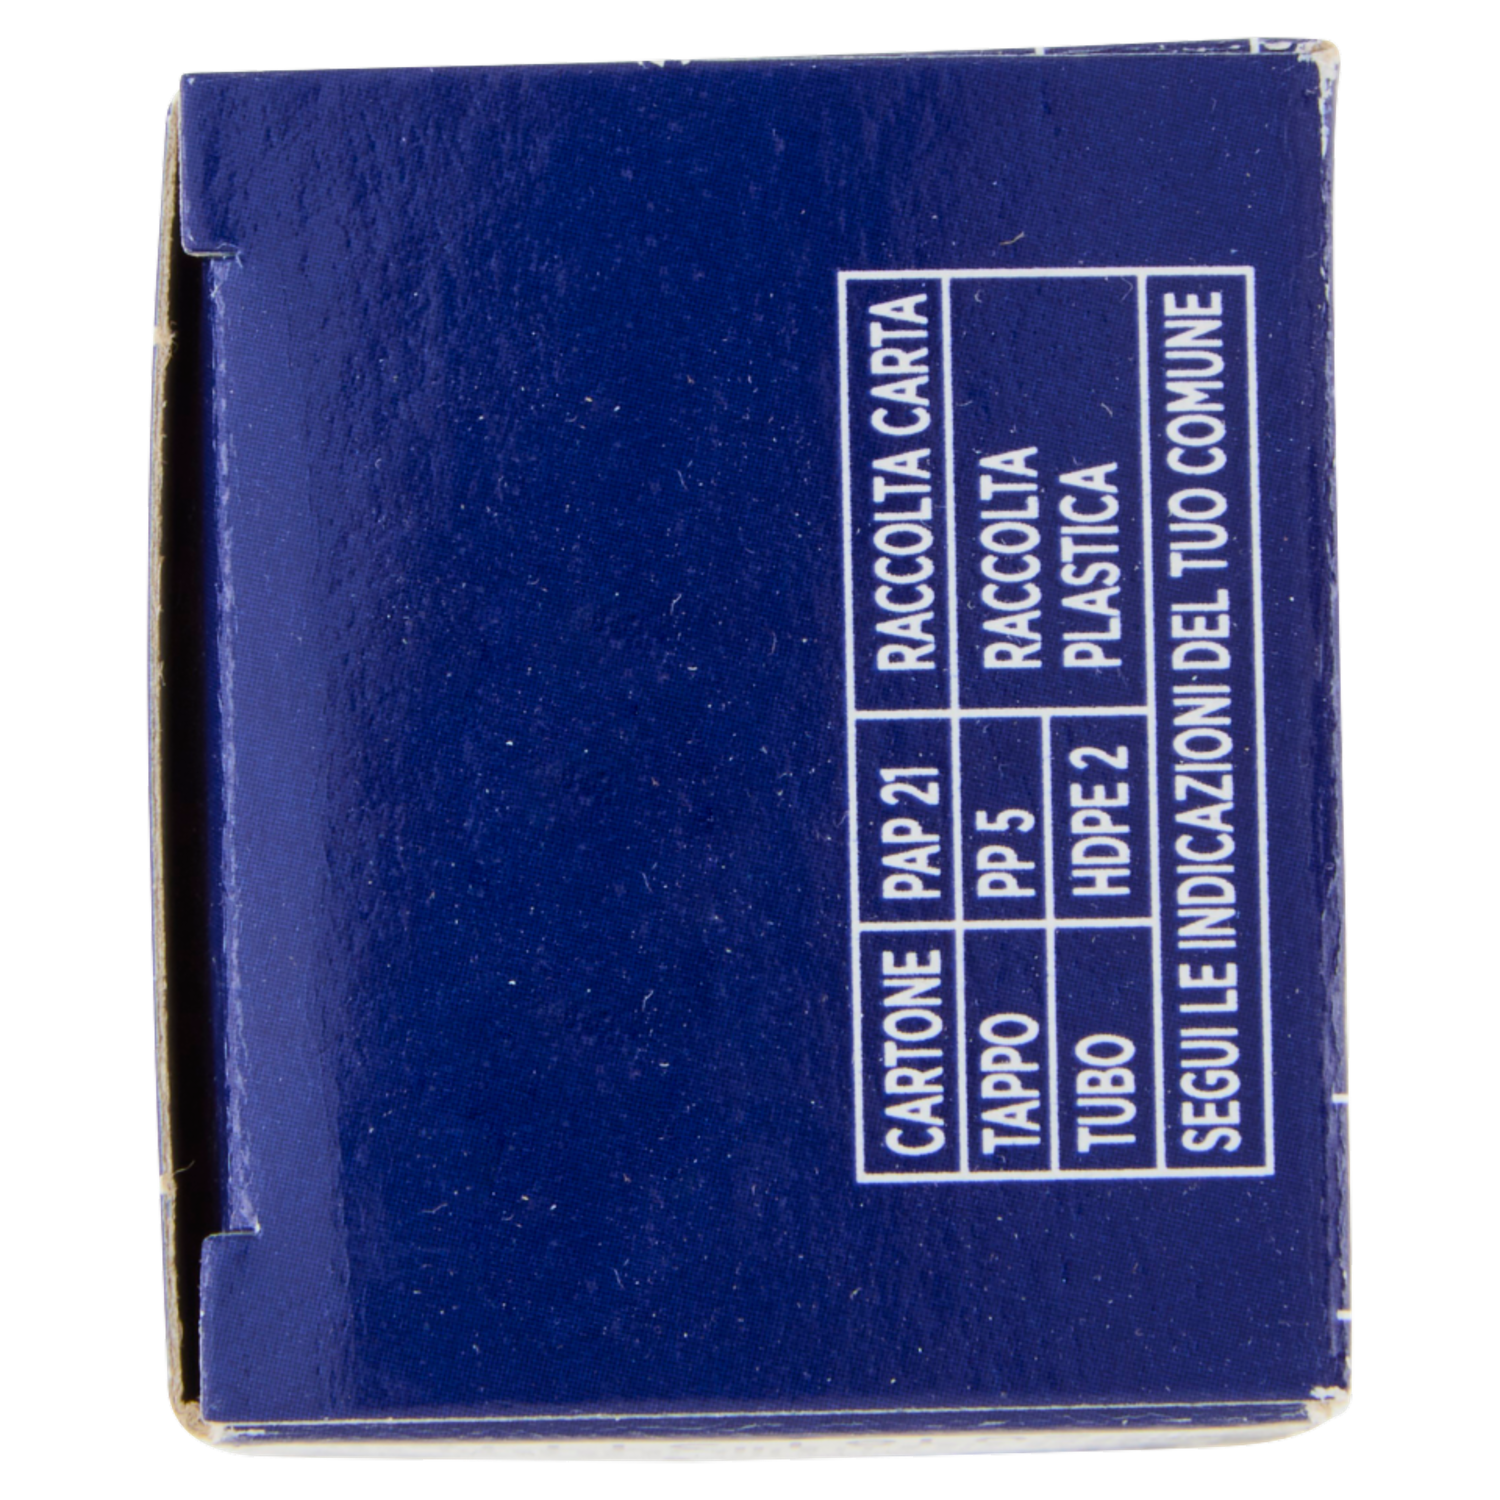 CARTONE PAP 21 RACCOLTA CARTA
TAPPO PP 5 RACCOLTA
TUBO HDPE 2 PLASTICA
SEGUI LE INDICAZIONI DEL TUO COMUNE